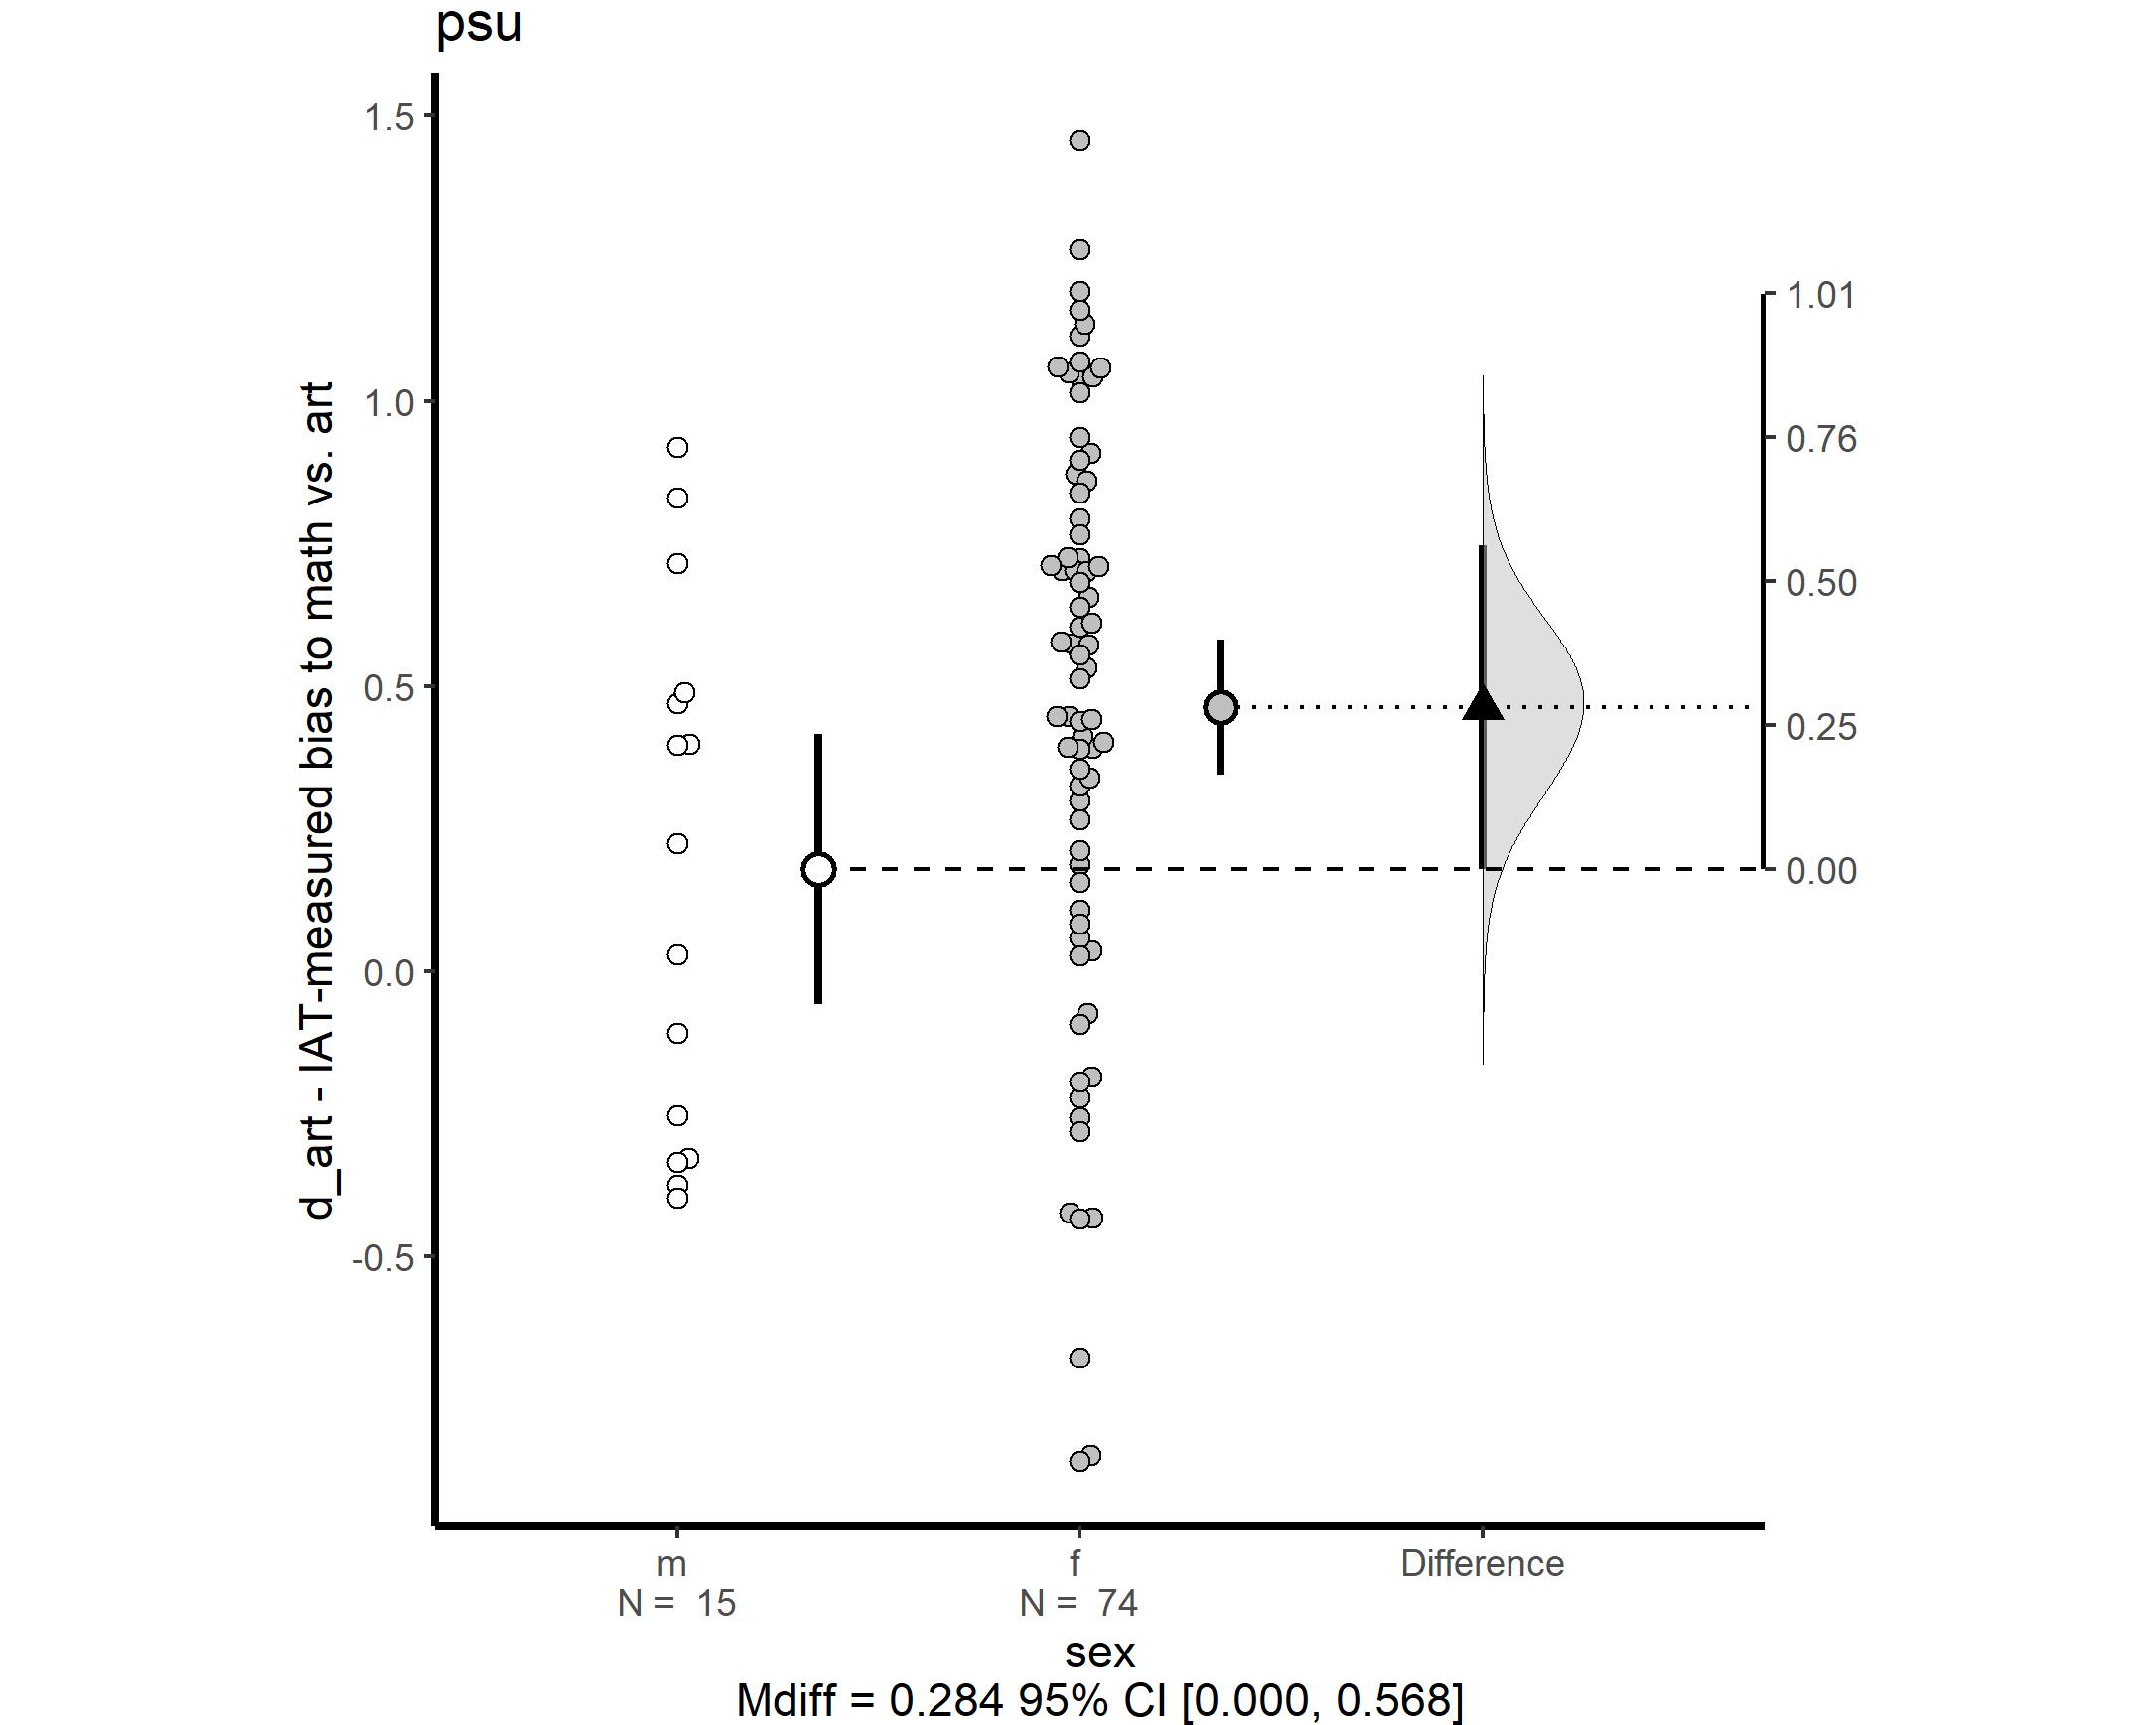 psu
d_art - IAT-measured bias to math vs. art
1.5
1.0
0.5
0.0
-0.5
1.01
0.76
0.50
0.25
0.00
m
N = 15
f
N = 74
Difference
sex
Mdiff = 0.284 95% CI [0.000, 0.568]